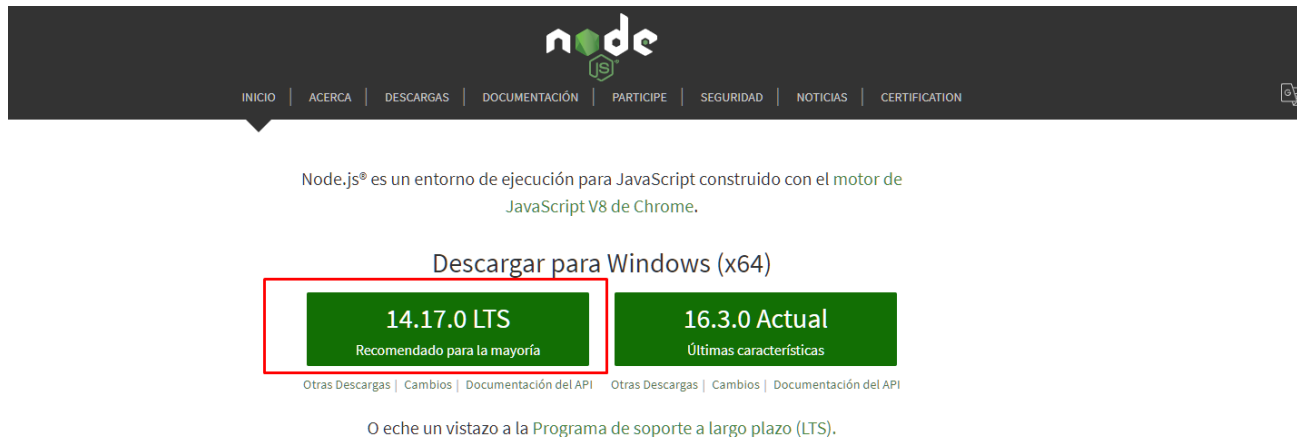 node
JS
INICIO | ACERCA | DESCARGAS | DOCUMENTACIÓN | PARTICIPE | SEGURIDAD | NOTICIAS | CERTIFICATION
Node.js® es un entorno de ejecución para JavaScript construido con el motor de
JavaScript V8 de Chrome.
Descargar para Windows (x64)
14.17.0 LTS
Recomendado para la mayoría
16.3.0 Actual
Últimas características
Otras Descargas | Cambios | Documentación del API
Otras Descargas | Cambios | Documentación del API
O eche un vistazo a la Programa de soporte a largo plazo (LTS).